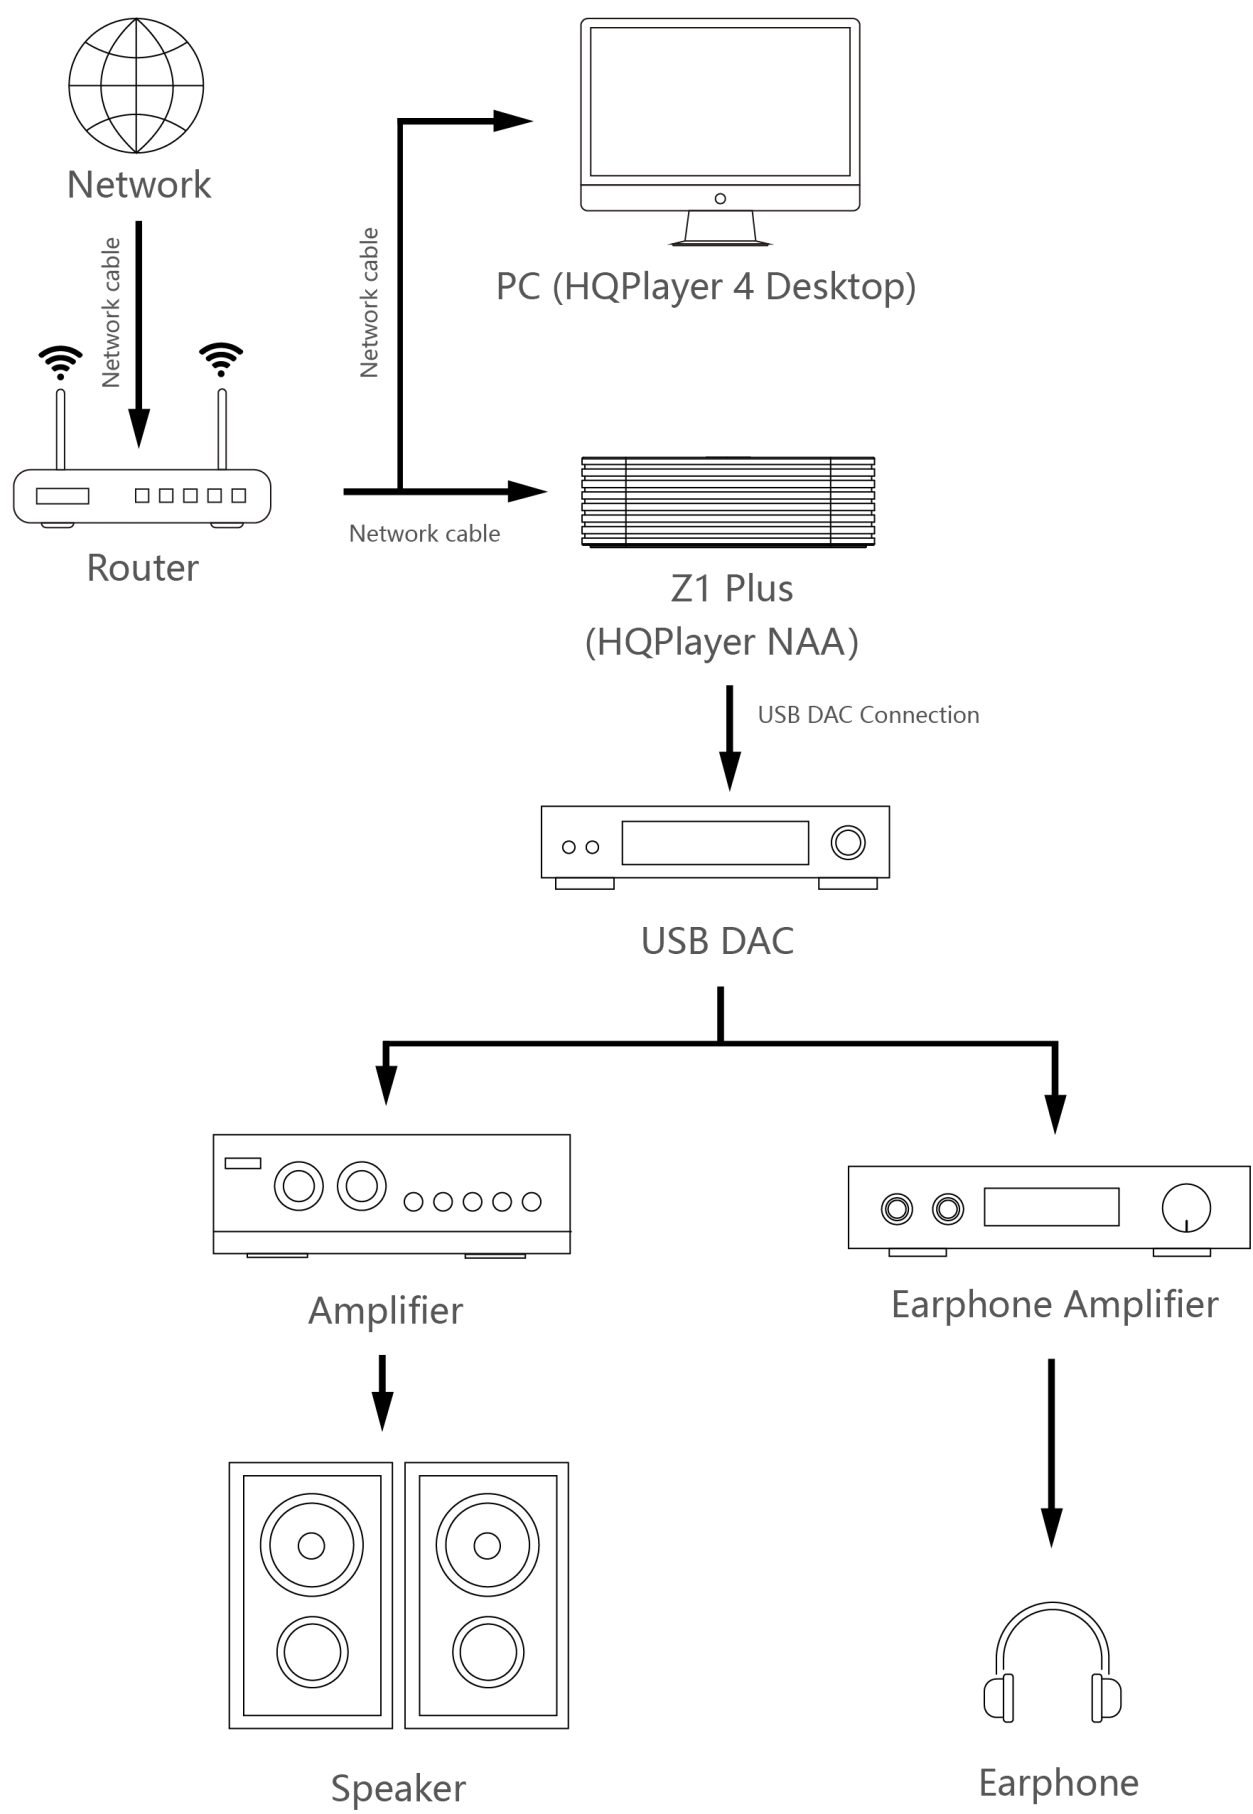 Network
Network cable
Network cable
PC (HQPlayer 4 Desktop)
Router
Network cable
Z1 Plus
(HQPlayer NAA)
USB DAC Connection
USB DAC
Amplifier
Earphone Amplifier
Speaker
Earphone